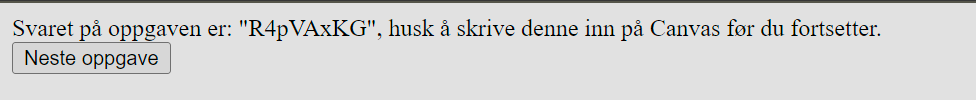 Svaret på oppgaven er: "R4pVAxKG", husk å skrive denne inn på Canvas før du fortsetter.
Neste oppgave